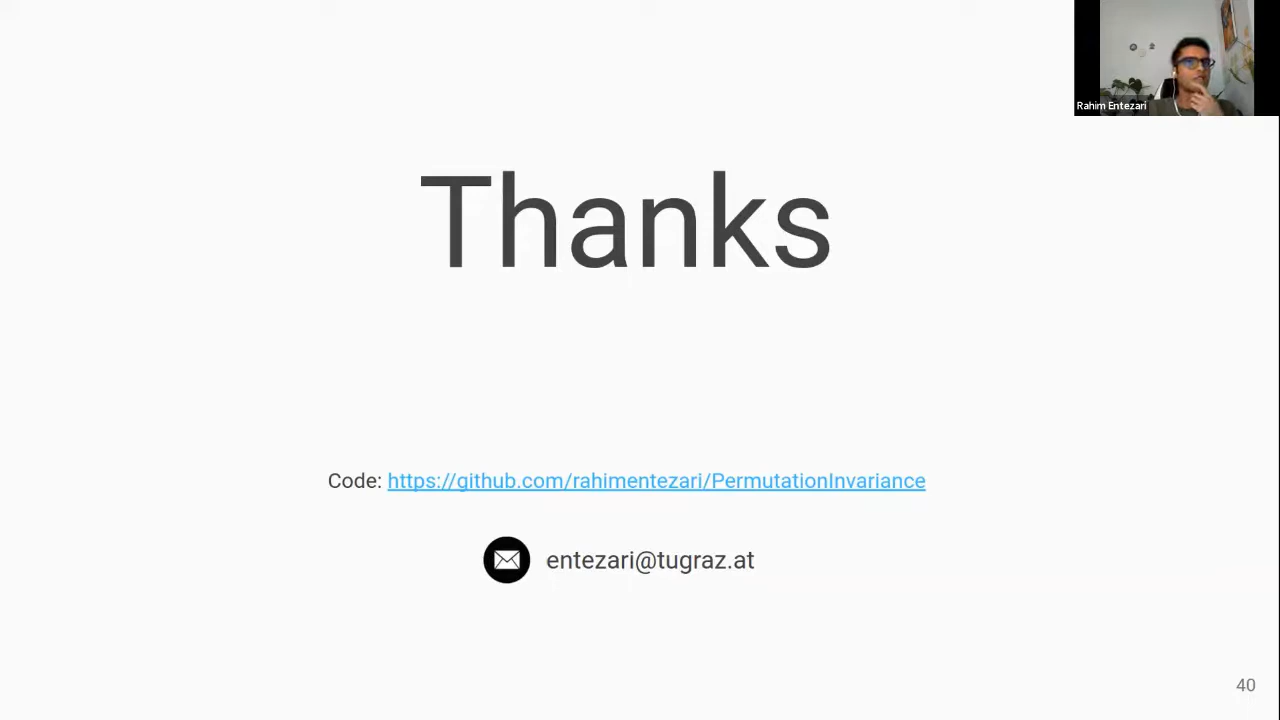 Rahim Entezari
Thanks
Code: https://github.com/rahimentezari/PermutationInvariance
entezari@tugraz.at
40